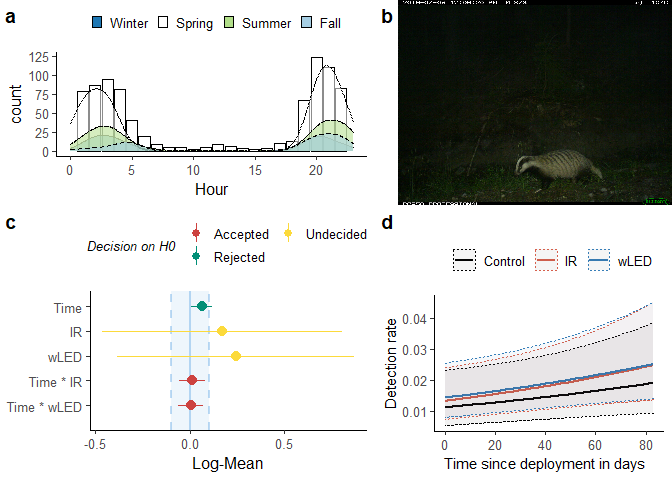 a
Winter Spring Summer Fall
125
100
75
50
25
0
count
0 5 10 15 20
Hour
b
c
Decision on H0
Accepted Undecided
Rejected
Time
IR
wLED
Time * IR
Time * wLED
-0.5 0.0 0.5
Log-Mean
d
Control IR wLED
0.04
0.03
0.02
0.01
Detection rate
0 20 40 60 80
Time since deployment in days